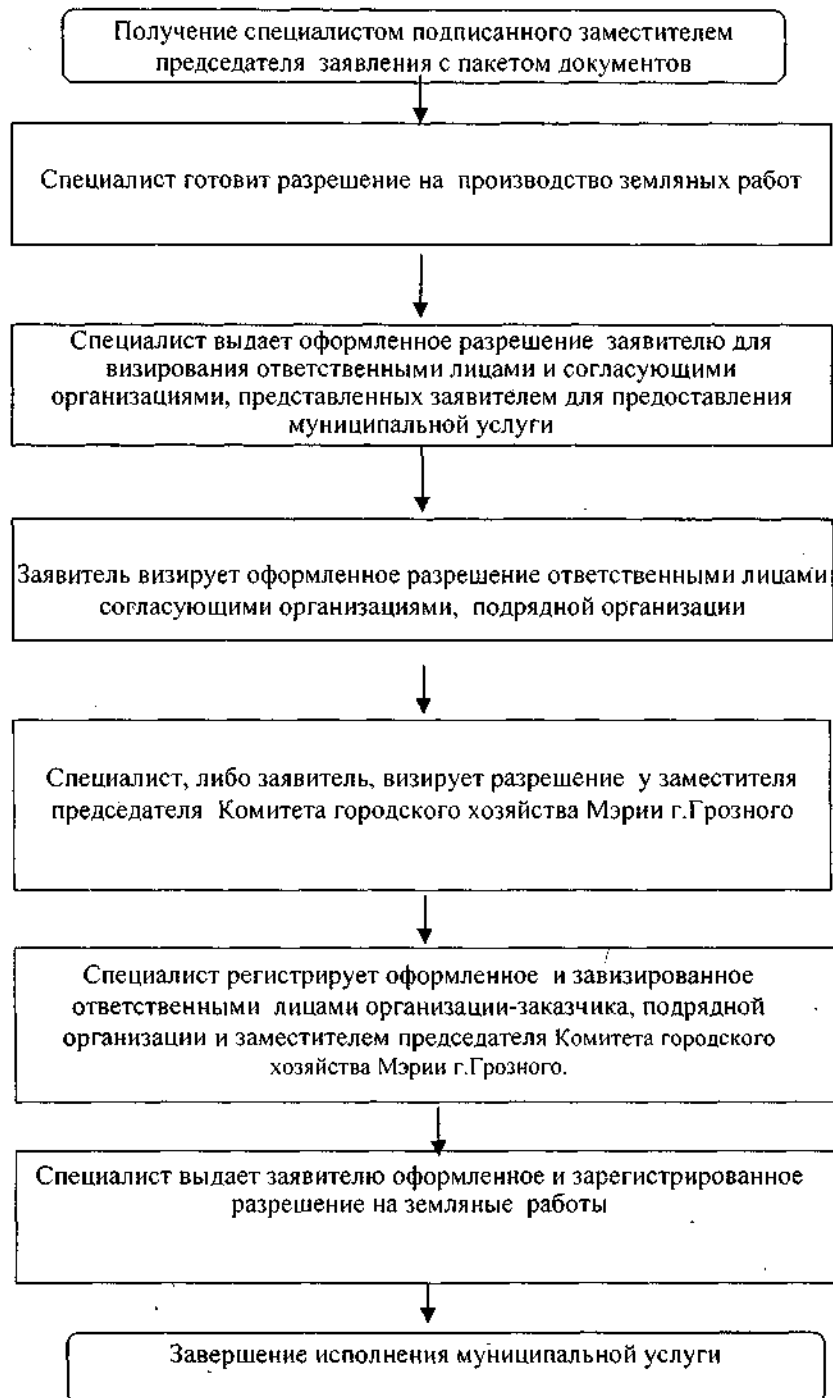 Получение специалистом подписанного заместителем
председателя заявления с пакетом документов
Специалист готовит разрешение на производство земляных работ
Специалист выдает оформленное разрешение заявителю для
визирования ответственными лицами и согласующими
организациями, представленных заявителем для предоставления
муниципальной услуги
Заявитель визирует оформленное разрешение ответственными лицами
согласующими организациями, подрядной организации
Специалист, либо заявитель, визирует разрешение у заместителя
председателя Комитета городского хозяйства Мэрии г.Грозного
Специалист регистрирует оформленное и завизированное
ответственными лицами организации-заказчика, подрядной
организации и заместителем председателя Комитета городского
хозяйства Мэрии г.Грозного.
Специалист выдает заявителю оформленное и зарегистрированное
разрешение на земляные работы
Завершение исполнения муниципальной услуги